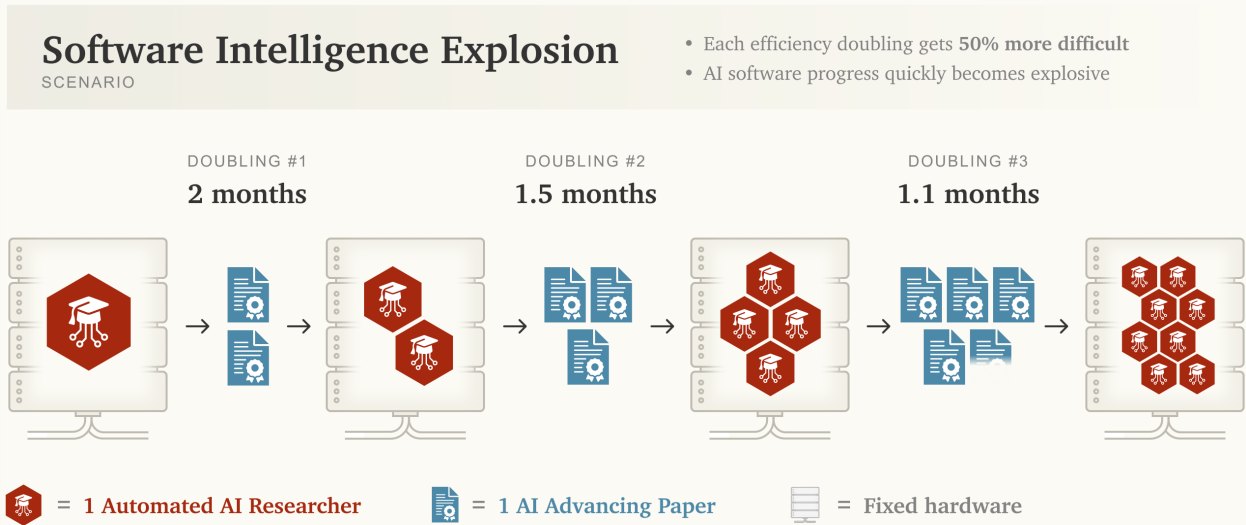 Software Intelligence Explosion
SCENARIO
• Each efficiency doubling gets 50% more difficult
• AI software progress quickly becomes explosive
DOUBLING #1
2 months
DOUBLING #2
1.5 months
DOUBLING #3
1.1 months
= 1 Automated AI Researcher
= 1 AI Advancing Paper
= Fixed hardware